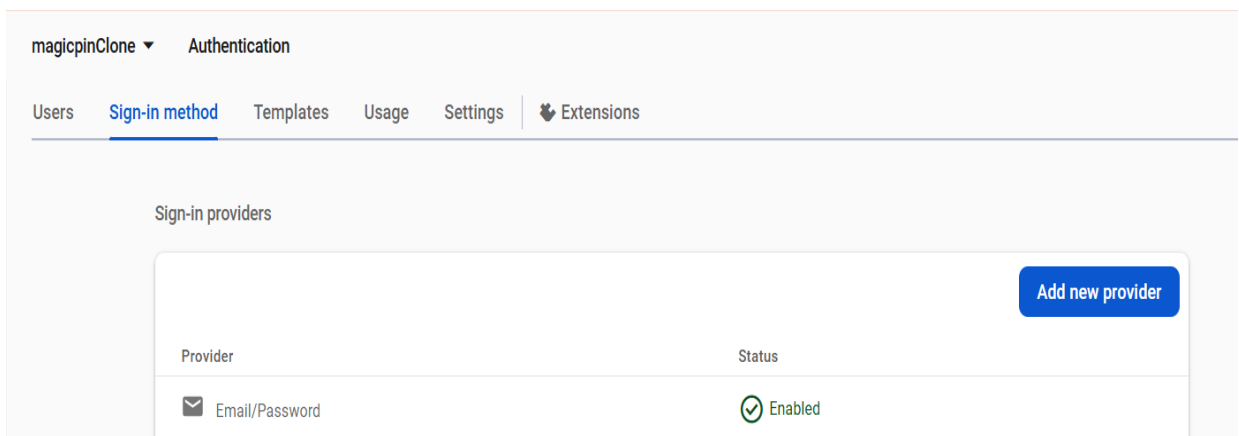 magicpinClone Authentication
Users Sign-in method Templates Usage Settings Extensions
Sign-in providers
Add new provider
Provider Status
Email/Password Enabled